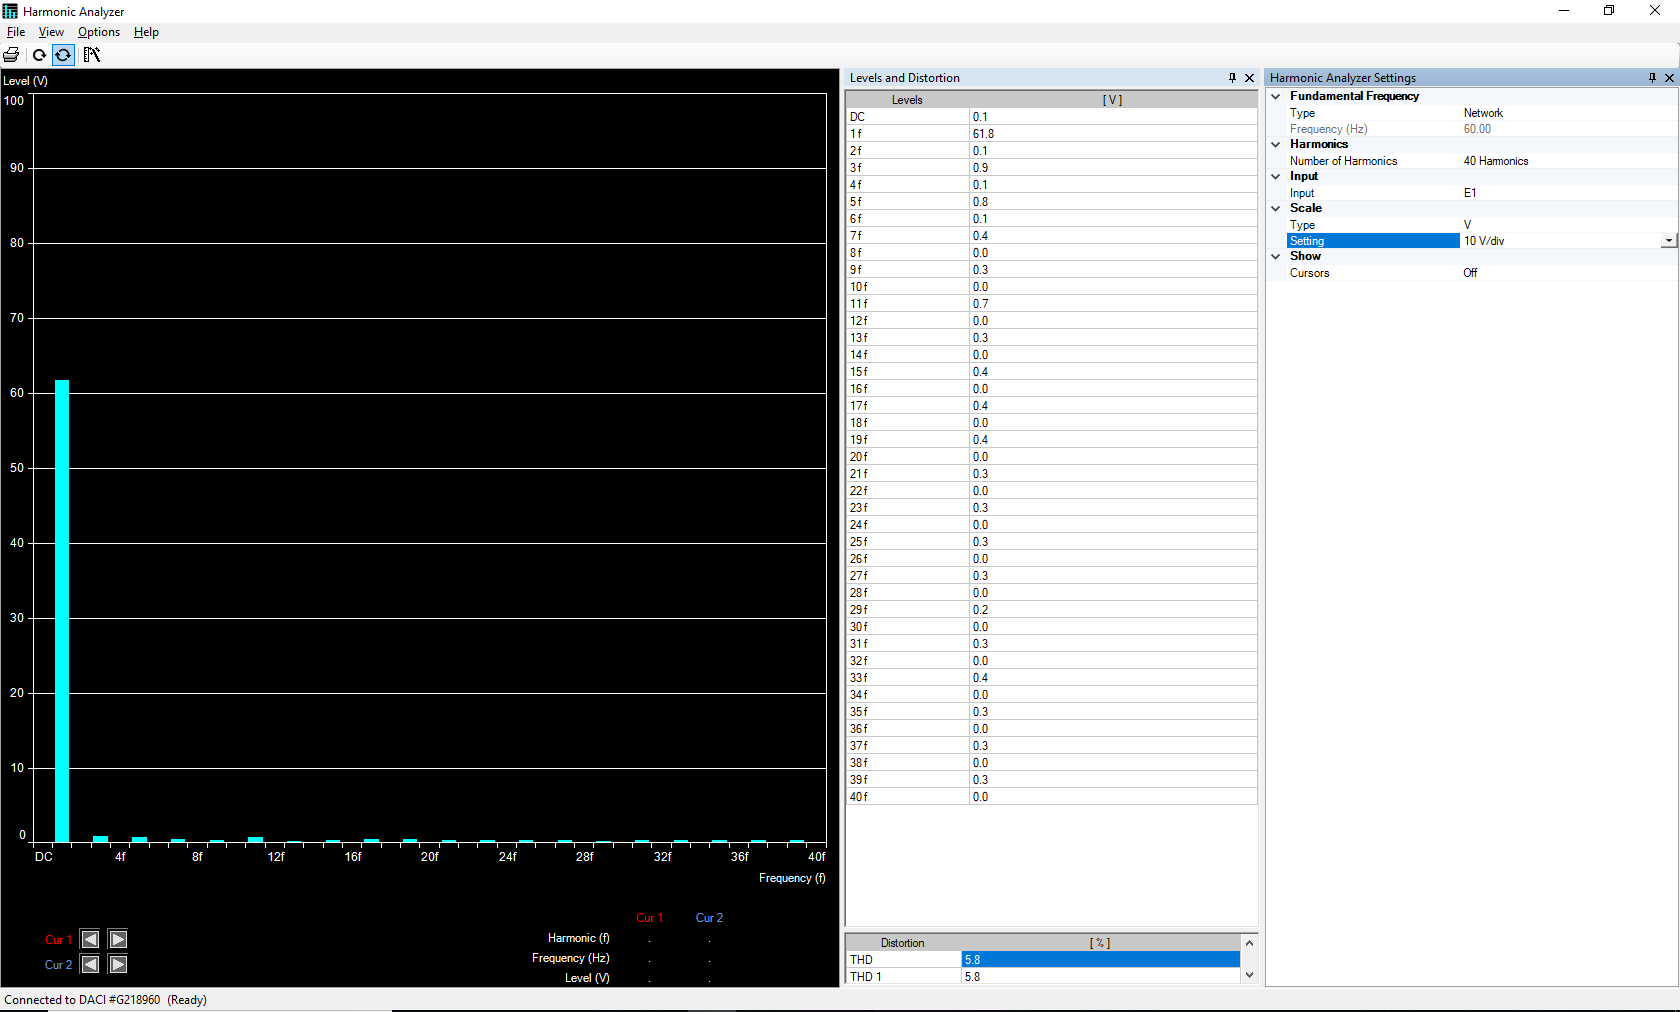 Harmonic Analyzer
File View Options Help
Level (V)
100
90
80
70
60
50
40
30
20
10
0
DC 4f 8f 12f 16f 20f 24f 28f 32f 36f 40f
Frequency (f)
Cur 1 Cur 2
Harmonic (f) . .
Frequency (Hz) . .
Level (V) . .
Cur 1
Cur 2
Levels and Distortion
Levels [ V ]
DC 0.1
1f 61.8
2f 0.1
3f 0.9
4f 0.1
5f 0.8
6f 0.1
7f 0.4
8f 0.0
9f 0.3
10f 0.0
11f 0.7
12f 0.0
13f 0.3
14f 0.0
15f 0.4
16f 0.0
17f 0.4
18f 0.0
19f 0.4
20f 0.0
21f 0.3
22f 0.0
23f 0.3
24f 0.0
25f 0.3
26f 0.0
27f 0.3
28f 0.0
29f 0.2
30f 0.0
31f 0.3
32f 0.0
33f 0.4
34f 0.0
35f 0.3
36f 0.0
37f 0.3
38f 0.0
39f 0.3
40f 0.0
Distortion [ % ]
THD 5.8
THD 1 5.8
Harmonic Analyzer Settings
Fundamental Frequency
Type Network
Frequency (Hz) 60.00
Harmonics
Number of Harmonics 40 Harmonics
Input
Input E1
Scale
Type V
Setting 10 V/div
Show
Cursors Off
Connected to DACI #G218960 (Ready)